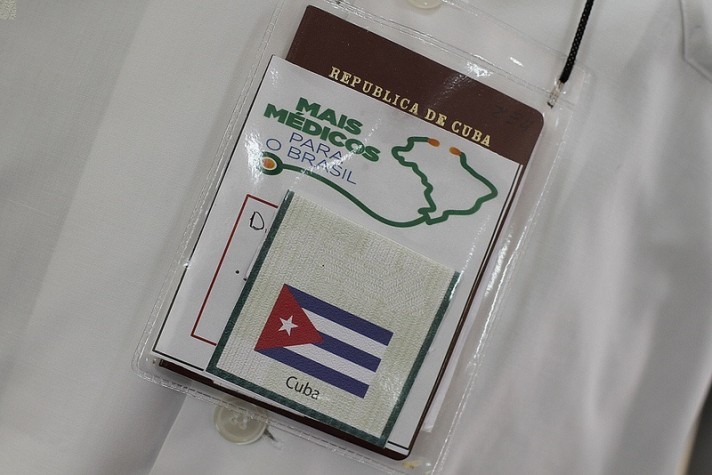 REPUBLICA DE CUBA
MAIS
MÉDICOS
PARA
O BRASIL
Cuba